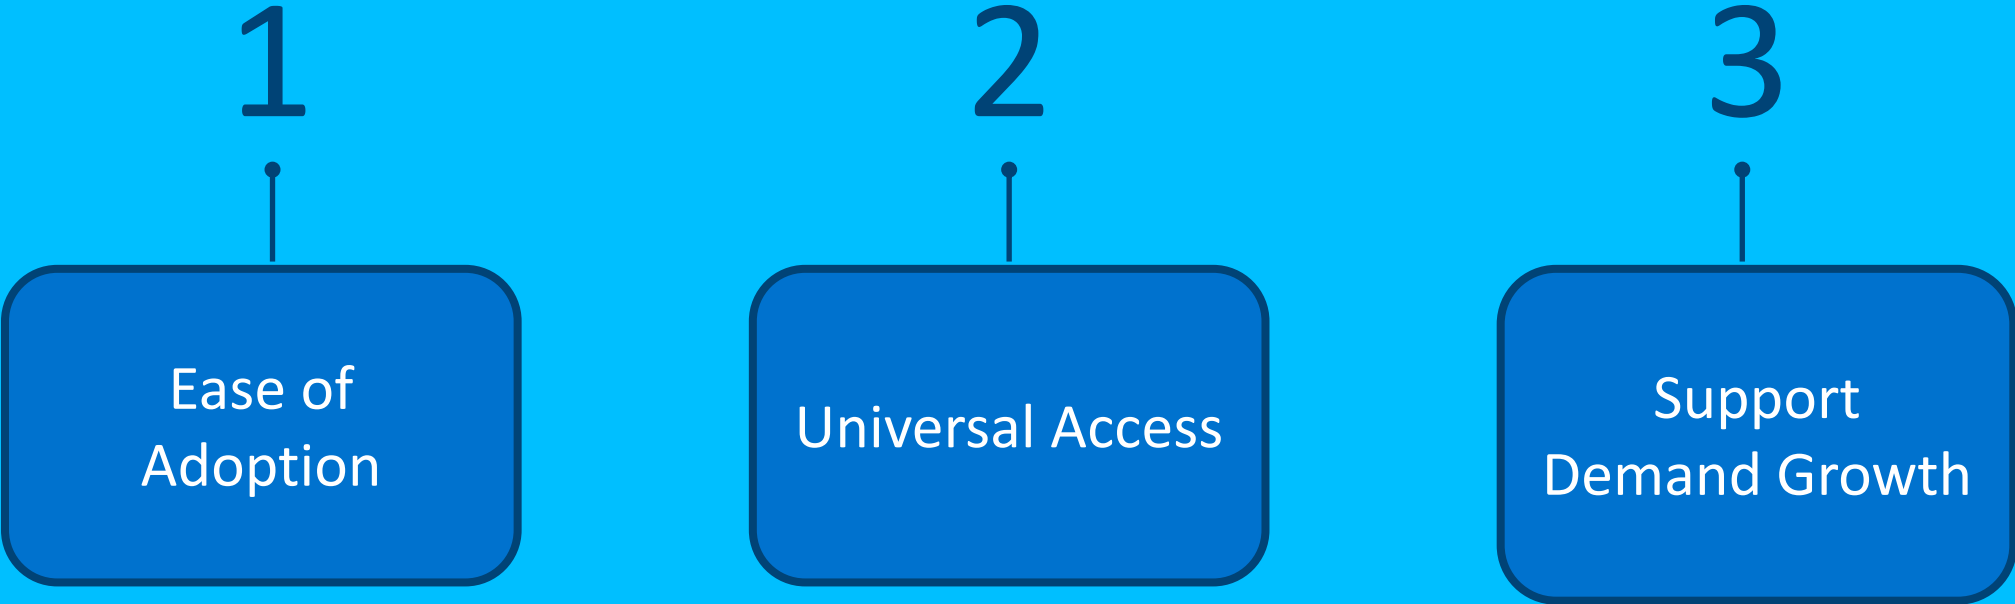 1
Ease of
Adoption
2
Universal Access
3
Support
Demand Growth